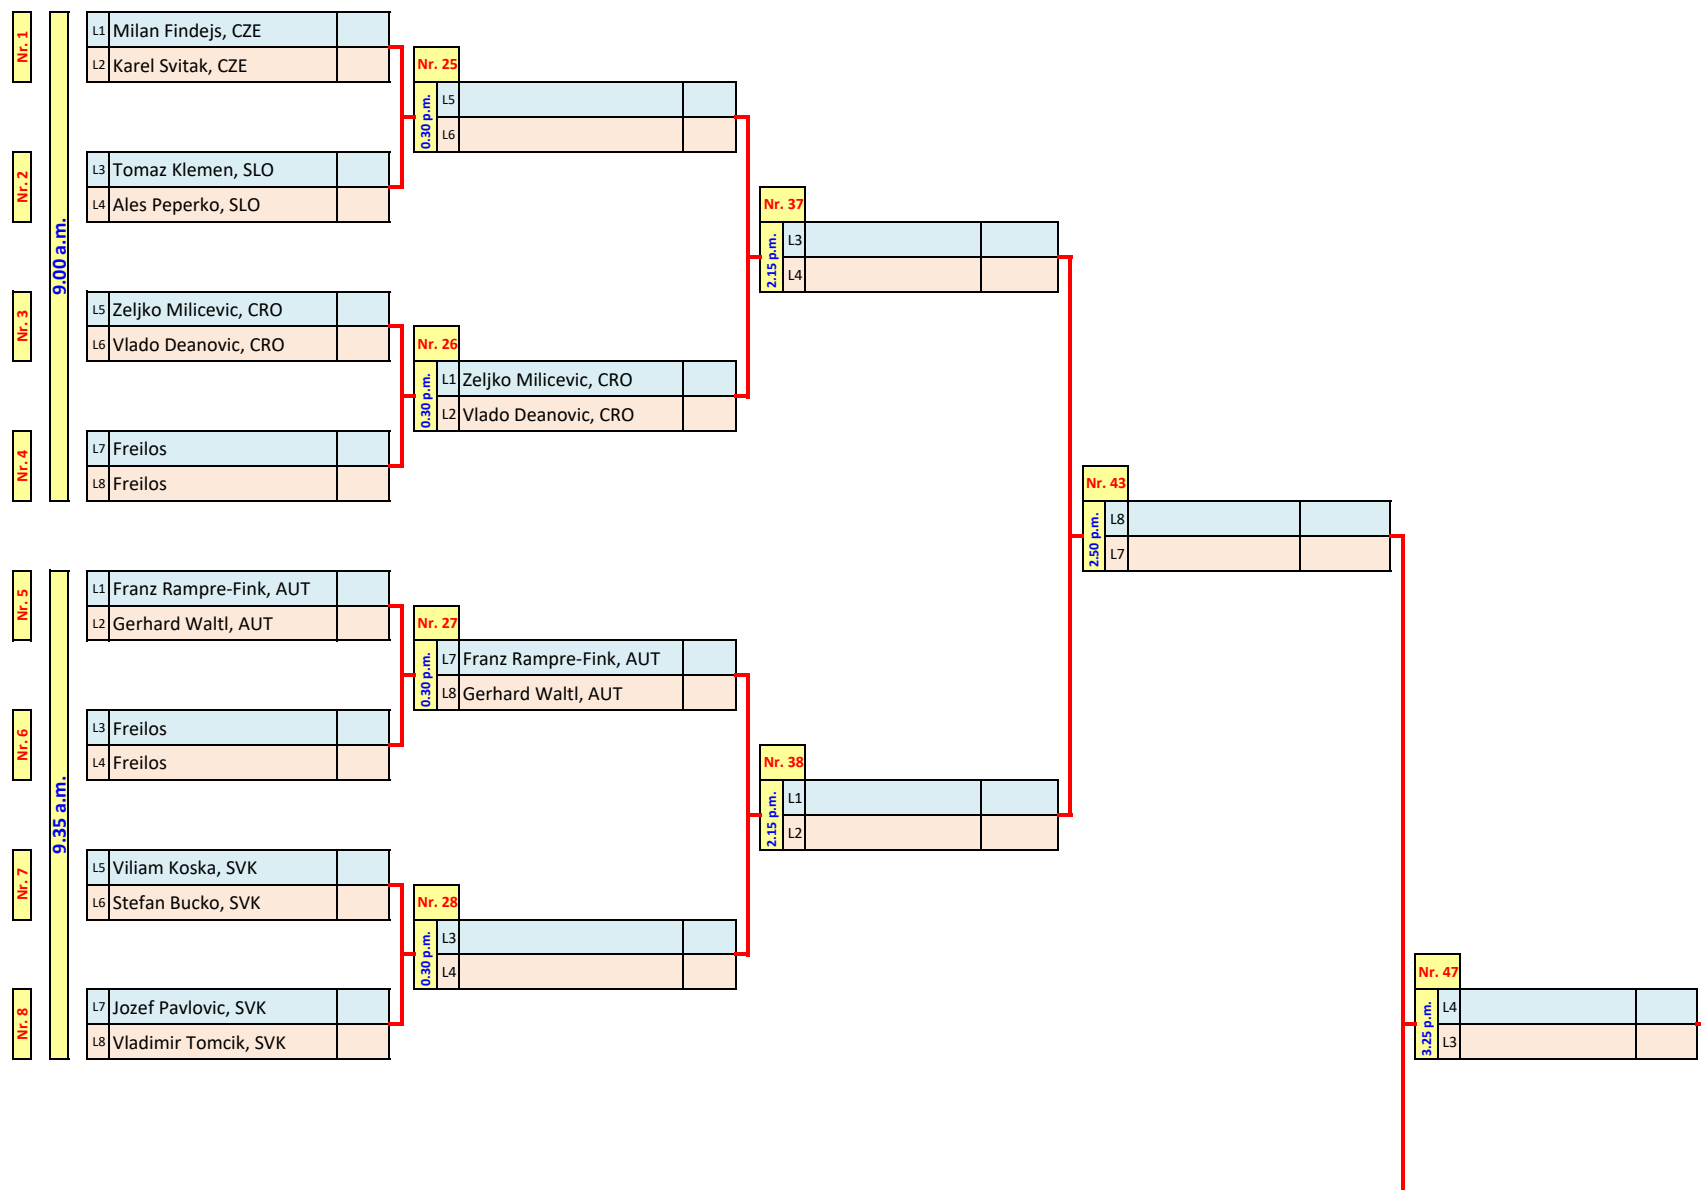 Nr. 1
9.00 a.m.
L1 Milan Findejs, CZE
L2 Karel Svitak, CZE
Nr. 2
L3 Tomaz Klemen, SLO
L4 Ales Peperko, SLO
Nr. 3
L5 Zeljko Milicevic, CRO
L6 Vlado Deanovic, CRO
Nr. 4
L7 Freilos
L8 Freilos
Nr. 5
9.35 a.m.
L1 Franz Rampre-Fink, AUT
L2 Gerhard Waltl, AUT
Nr. 6
L3 Freilos
L4 Freilos
Nr. 7
L5 Viliam Koska, SVK
L6 Stefan Bucko, SVK
Nr. 8
L7 Jozef Pavlovic, SVK
L8 Vladimir Tomcik, SVK
Nr. 25
0.30 p.m.
L5
L6
Nr. 26
0.30 p.m.
L1 Zeljko Milicevic, CRO
L2 Vlado Deanovic, CRO
Nr. 27
0.30 p.m.
L7 Franz Rampre-Fink, AUT
L8 Gerhard Waltl, AUT
Nr. 28
0.30 p.m.
L3
L4
Nr. 37
2.15 p.m.
L3
L4
Nr. 38
2.15 p.m.
L1
L2
Nr. 43
2.50 p.m.
L8
L7
Nr. 47
3.25 p.m.
L4
L3